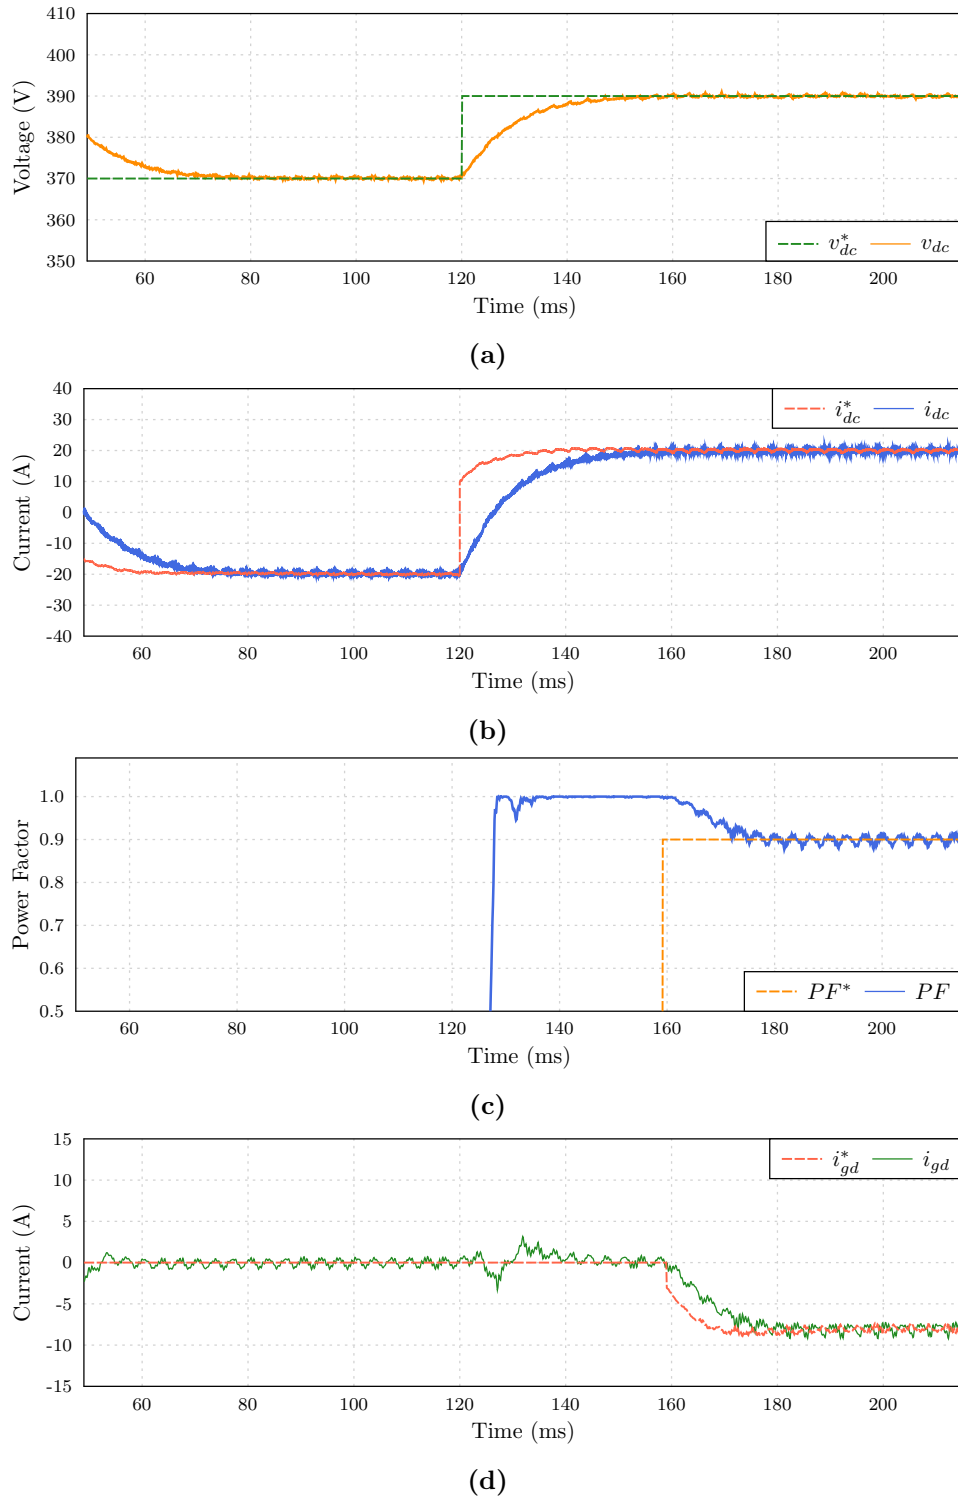 410
400
390
380
370
360
350
Voltage (V)
v*dc v_dc
60 80 100 120 140 160 180 200
Time (ms)
(a)
40
30
20
10
0
-10
-20
-30
-40
Current (A)
i*dc i_dc
60 80 100 120 140 160 180 200
Time (ms)
(b)
1.0
0.9
0.8
0.7
0.6
0.5
Power Factor
PF* PF
60 80 100 120 140 160 180 200
Time (ms)
(c)
15
10
5
0
-5
-10
-15
Current (A)
i*gd i_gd
60 80 100 120 140 160 180 200
Time (ms)
(d)